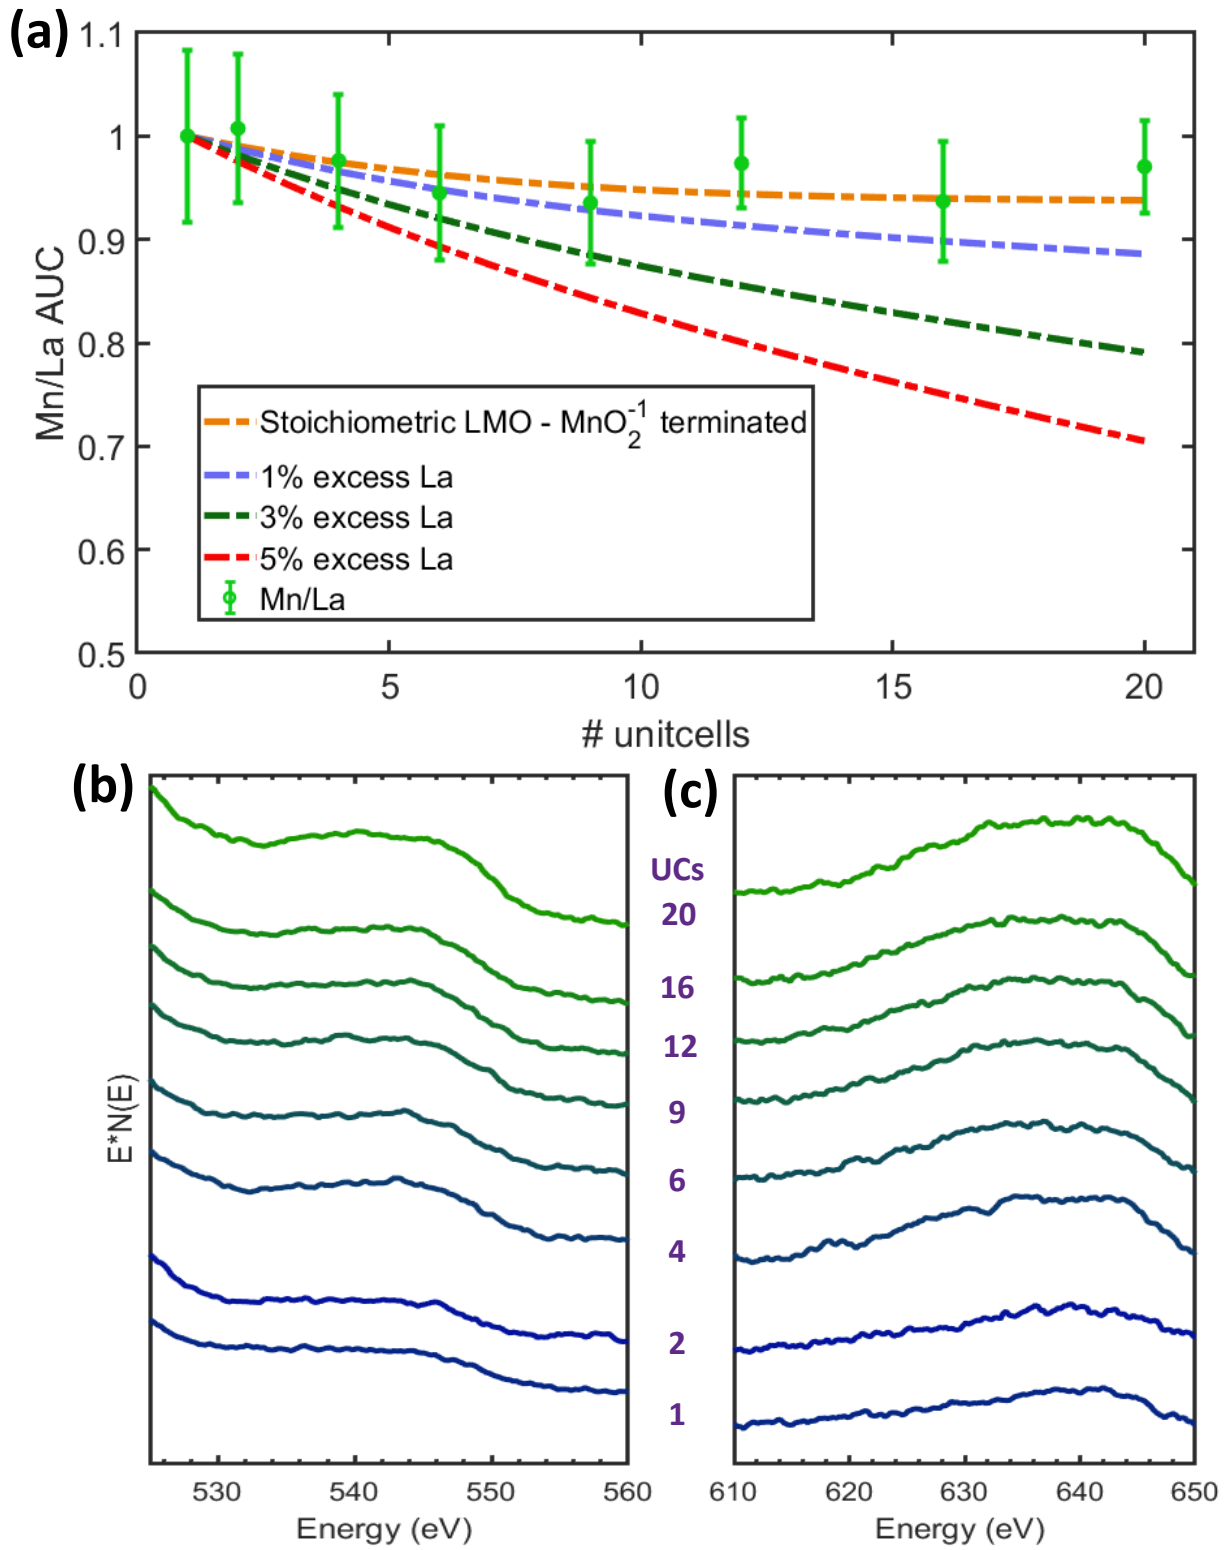 (a)
1.1
1
0.9
0.8
0.7
0.6
0.5
Mn/La AUC
Stoichiometric LMO - MnO₂⁻¹ terminated
1% excess La
3% excess La
5% excess La
Mn/La
0 5 10 15 20
# unitcells
(b)
(c)
UCs
20
16
12
9
6
4
2
1
E*N(E)
530 540 550 560
Energy (eV)
610 620 630 640 650
Energy (eV)